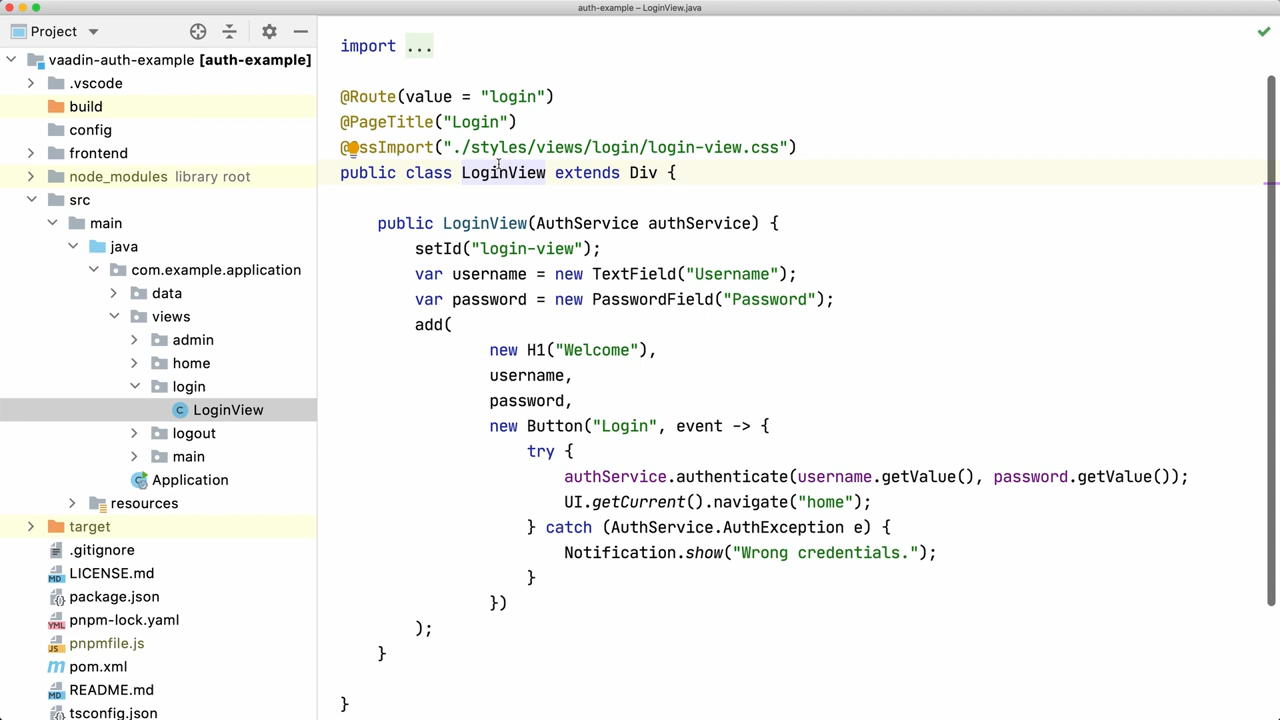 auth-example – LoginView.java
Project
vaadin-auth-example [auth-example]
.vscode
build
config
frontend
node_modules library root
src
main
java
com.example.application
data
views
admin
home
login
LoginView
logout
main
Application
resources
target
.gitignore
LICENSE.md
package.json
pnpm-lock.yaml
pnpmfile.js
pom.xml
README.md
tsconfig.json
import ...
@Route(value = "login")
@PageTitle("Login")
@CssImport("./styles/views/login/login-view.css")
public class LoginView extends Div {
public LoginView(AuthService authService) {
setId("login-view");
var username = new TextField("Username");
var password = new PasswordField("Password");
add(
new H1("Welcome"),
username,
password,
new Button("Login", event -> {
try {
authService.authenticate(username.getValue(), password.getValue());
UI.getCurrent().navigate("home");
} catch (AuthService.AuthException e) {
Notification.show("Wrong credentials.");
}
})
);
}
}